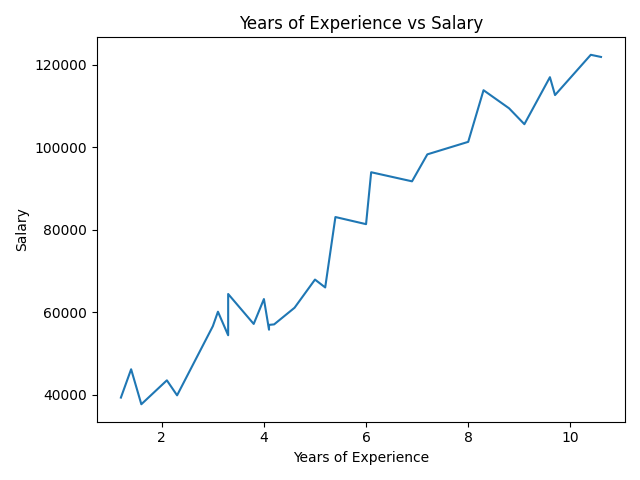 Years of Experience vs Salary
120000
100000
80000
60000
40000
Salary
2 4 6 8 10
Years of Experience